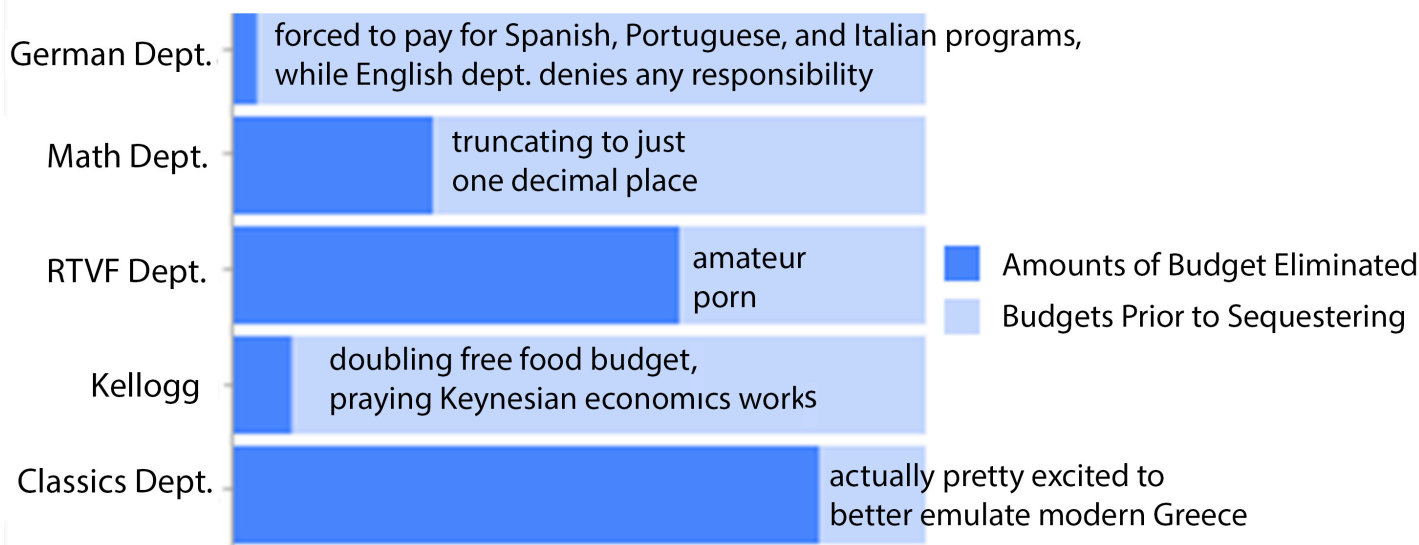 German Dept.
forced to pay for Spanish, Portuguese, and Italian programs,
while English dept. denies any responsibility
Math Dept.
truncating to just
one decimal place
RTVF Dept.
amateur
porn
Kellogg
doubling free food budget,
praying Keynesian economics works
Classics Dept.
actually pretty excited to
better emulate modern Greece
Amounts of Budget Eliminated
Budgets Prior to Sequestering